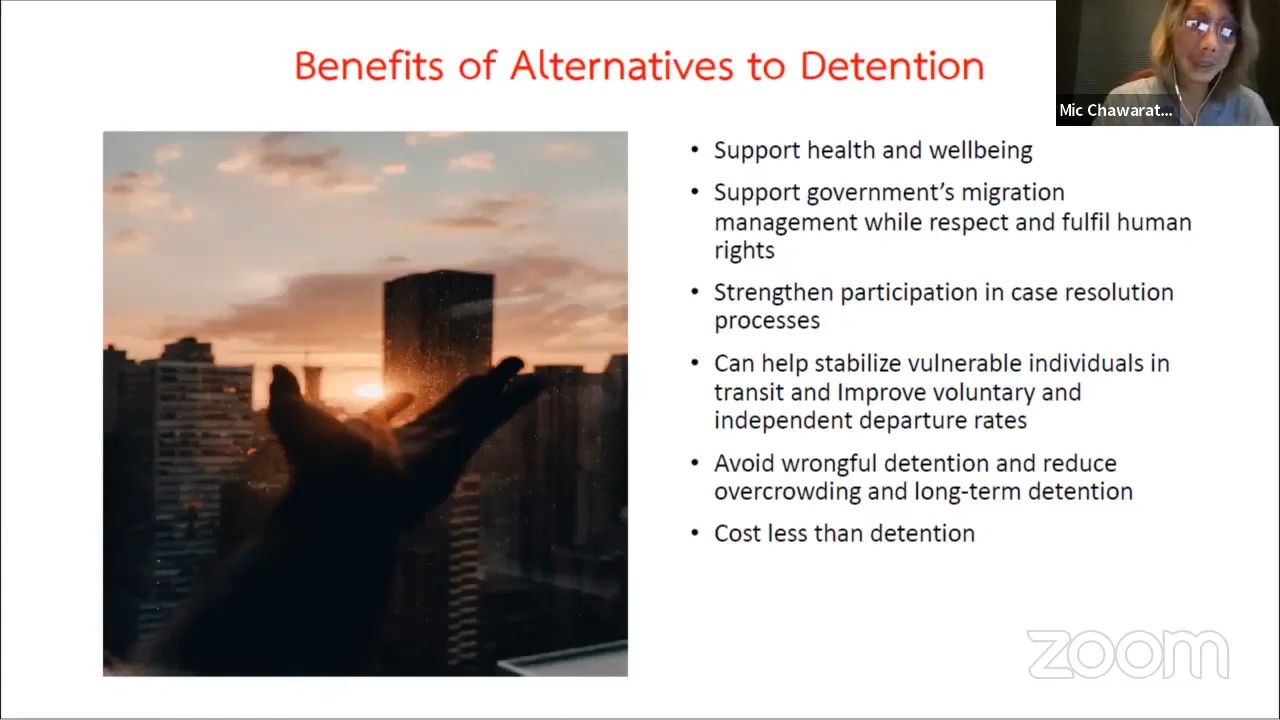 Benefits of Alternatives to Detention
Mic Chawarat...
• Support health and wellbeing
• Support government’s migration
management while respect and fulfil human
rights
• Strengthen participation in case resolution
processes
• Can help stabilize vulnerable individuals in
transit and Improve voluntary and
independent departure rates
• Avoid wrongful detention and reduce
overcrowding and long-term detention
• Cost less than detention
zoom